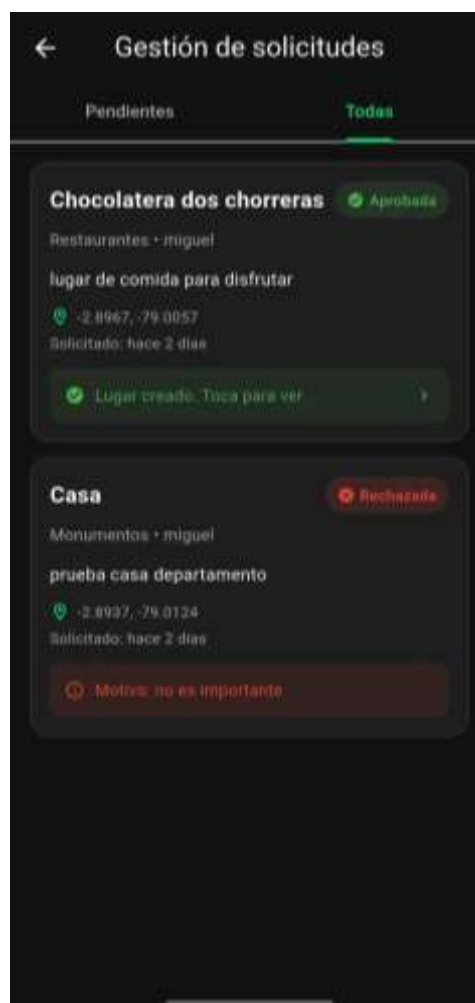 Gestión de solicitudes
Pendientes
Todas
Chocolatera dos chorreras
Aprobada
Restaurantes • miguel
lugar de comida para disfrutar
-2.8967, -79.0057
Solicitado: hace 2 días
Lugar creado. Toca para ver
Casa
Rechazada
Monumentos • miguel
prueba casa departamento
-2.8937, -79.0124
Solicitado: hace 2 días
Motivo: no es importante